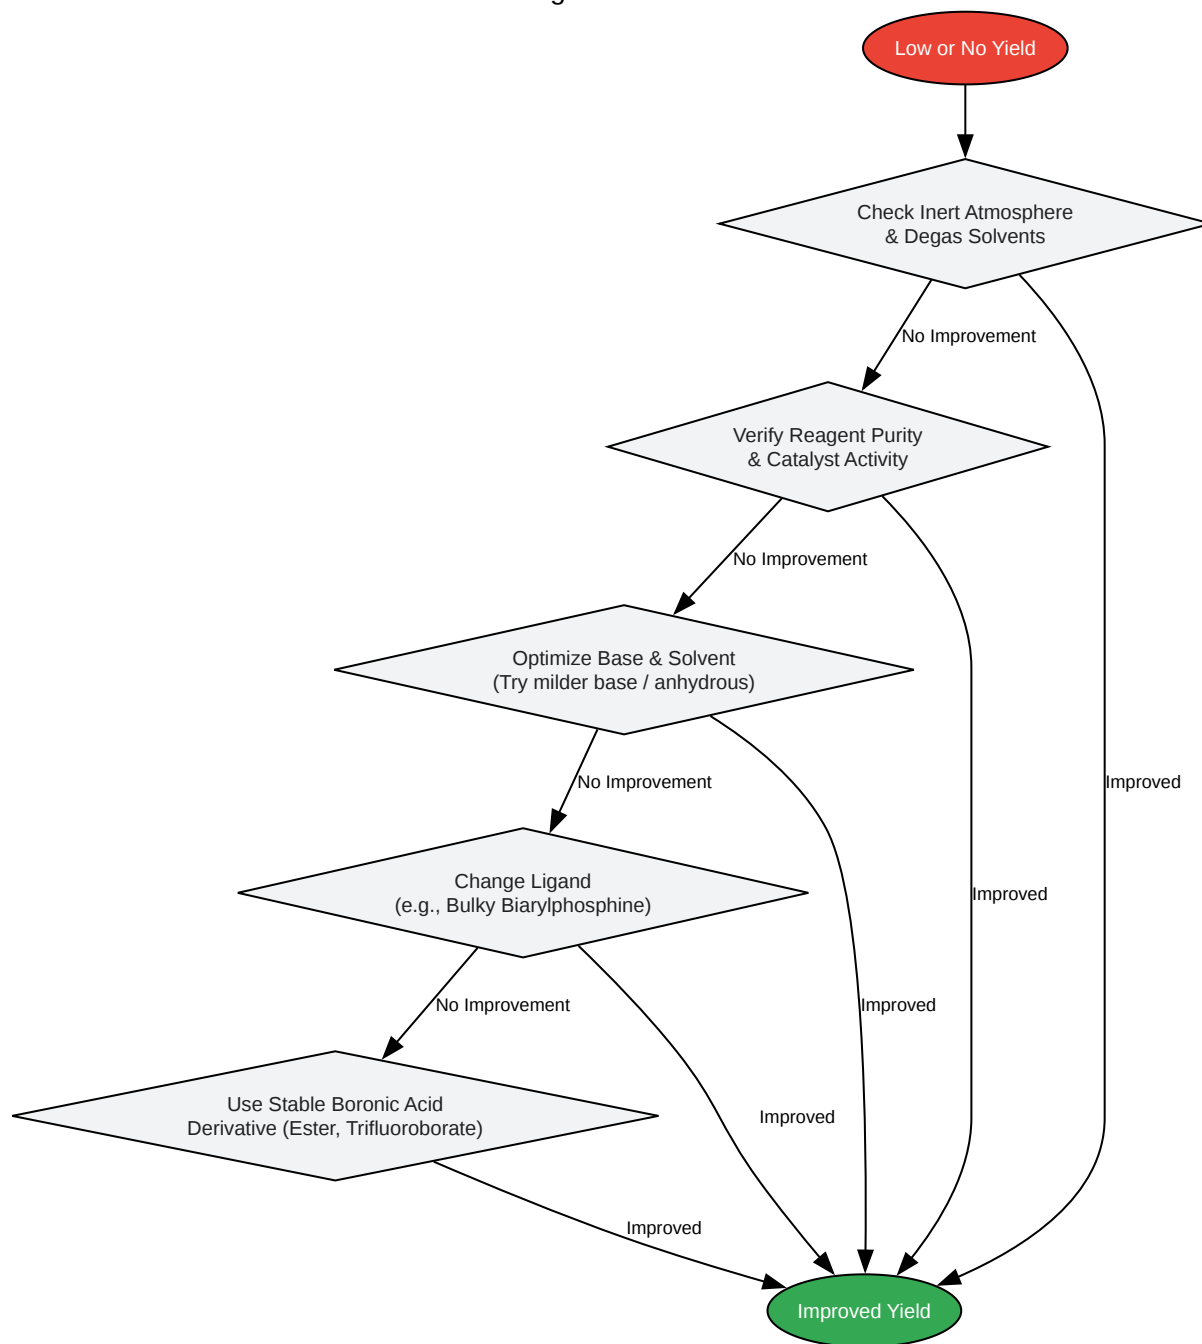 g
Low or No Yield
Check Inert Atmosphere
& Degas Solvents
No Improvement
Verify Reagent Purity
& Catalyst Activity
No Improvement
Optimize Base & Solvent
(Try milder base / anhydrous)
No Improvement
Improved
Change Ligand
(e.g., Bulky Biarylphosphine)
Improved
No Improvement
Improved
Use Stable Boronic Acid
Derivative (Ester, Trifluoroborate)
Improved
Improved
Improved Yield